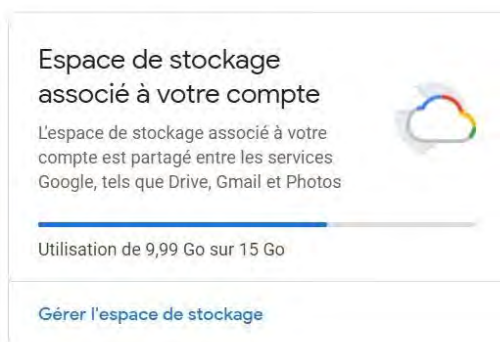 Espace de stockage
associé à votre compte
L'espace de stockage associé à votre
compte est partagé entre les services
Google, tels que Drive, Gmail et Photos
Utilisation de 9,99 Go sur 15 Go
Gérer l'espace de stockage